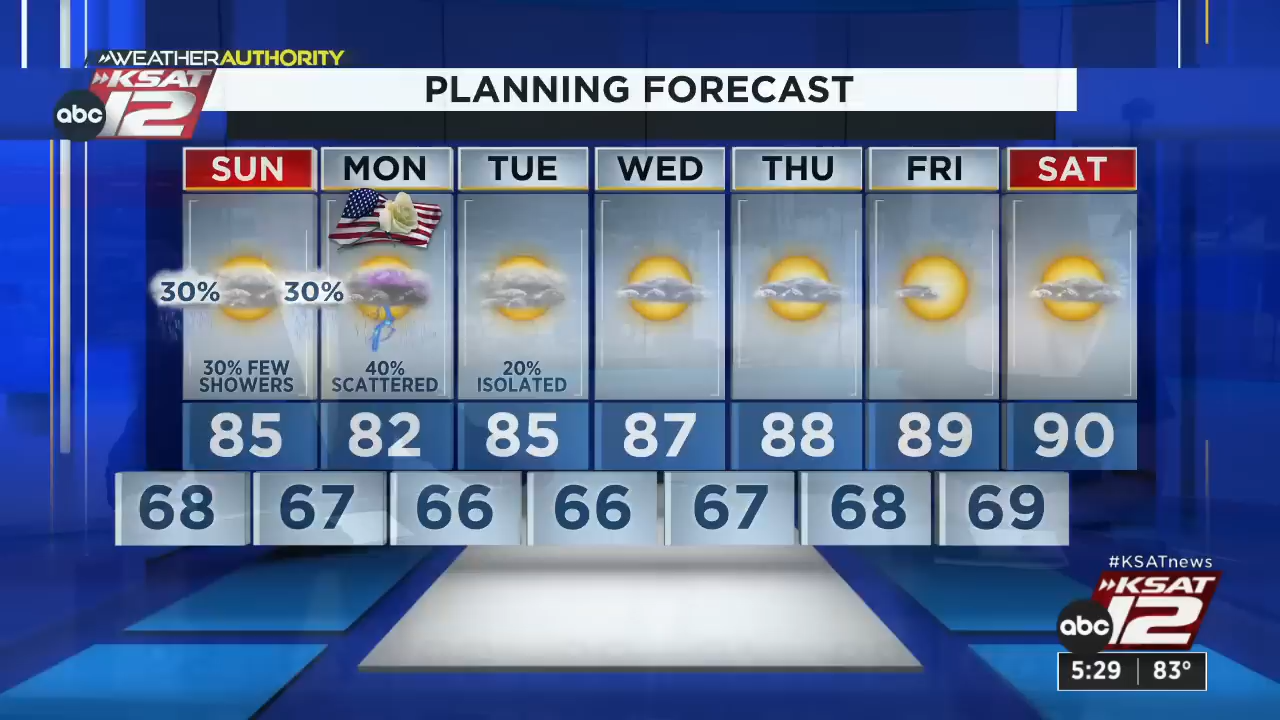 »WEATHERAUTHORITY
»KSAT
abc 12
PLANNING FORECAST
SUN MON TUE WED THU FRI SAT
30% 30%
30% FEW
SHOWERS
40%
SCATTERED
20%
ISOLATED
85 82 85 87 88 89 90
68 67 66 66 67 68 69
#KSATnews
»KSAT
abc 12
5:29 83°